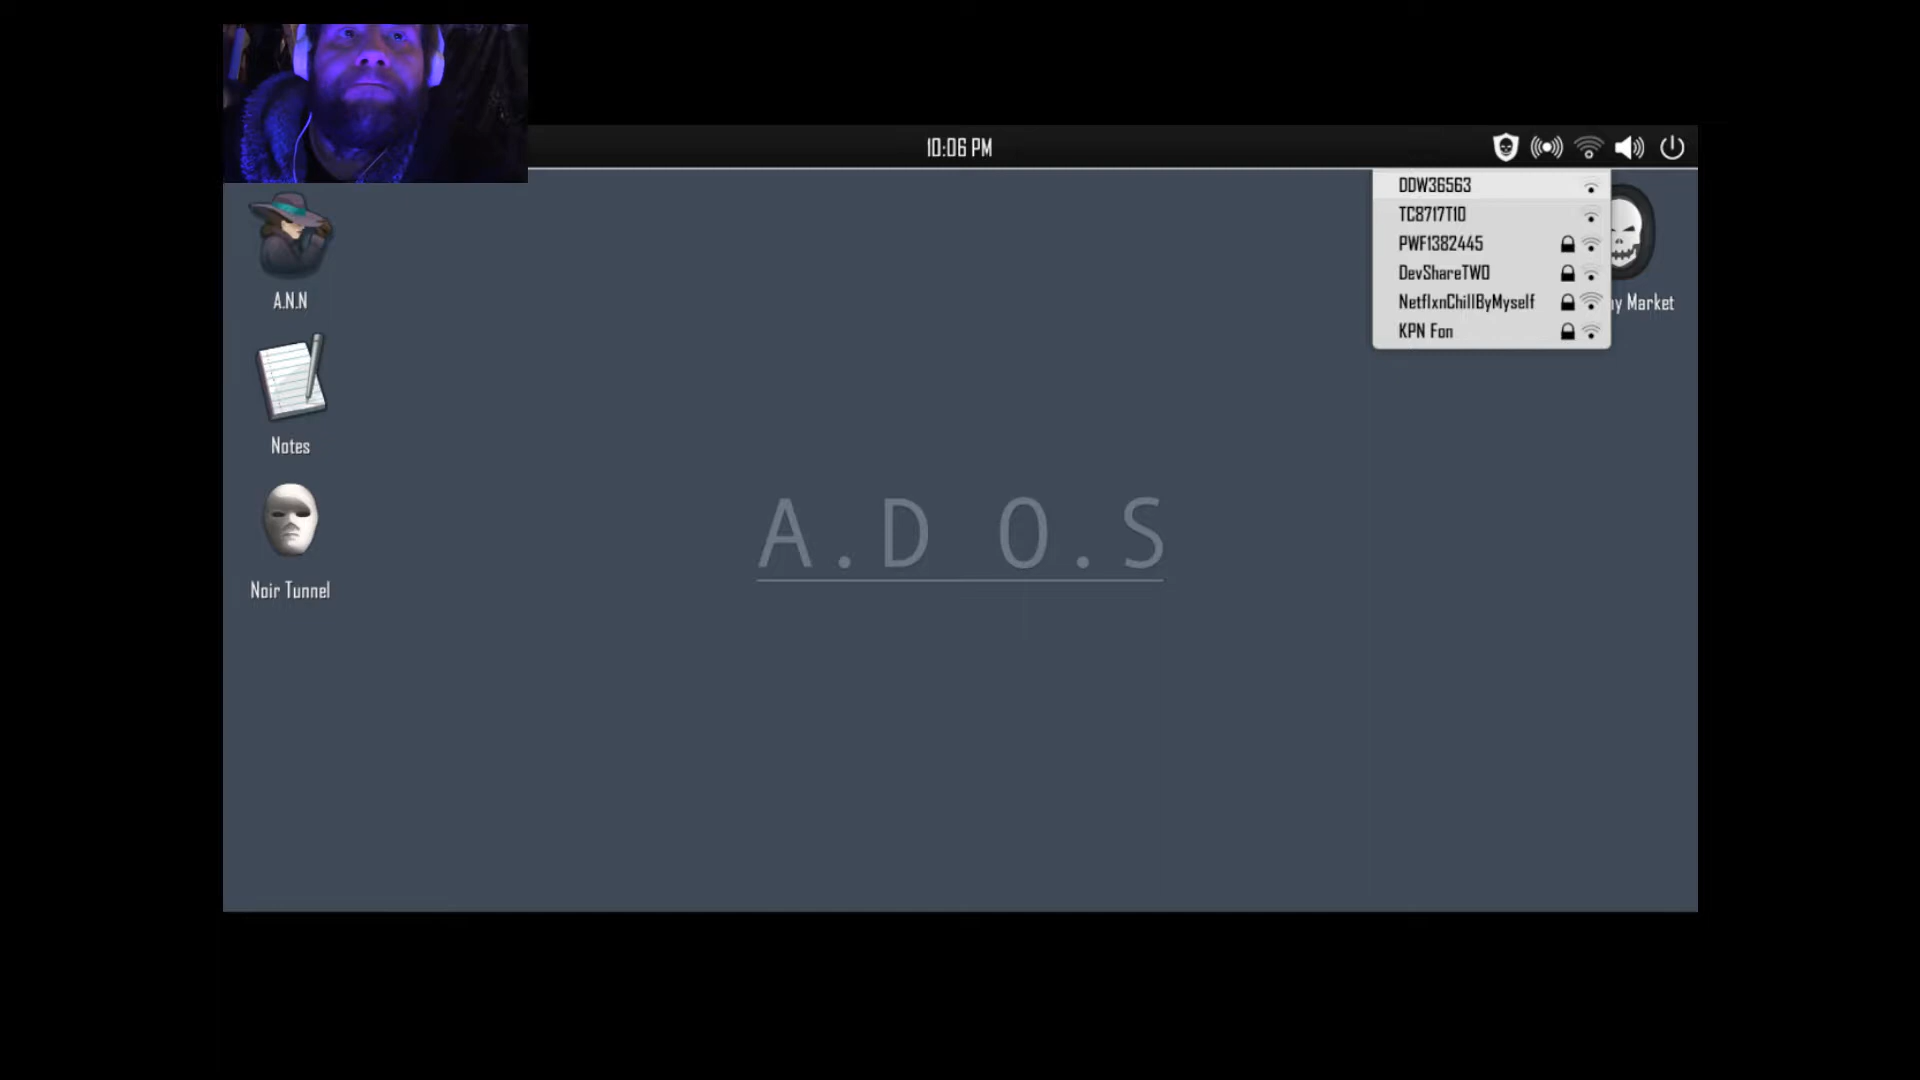 10:06 PM
DDW36563
TC8717T10
PWF1382445
DevShareTWO
NetflxnChillByMyself
KPN Fon
A.N.N
Market
Notes
A.D O.S
Noir Tunnel